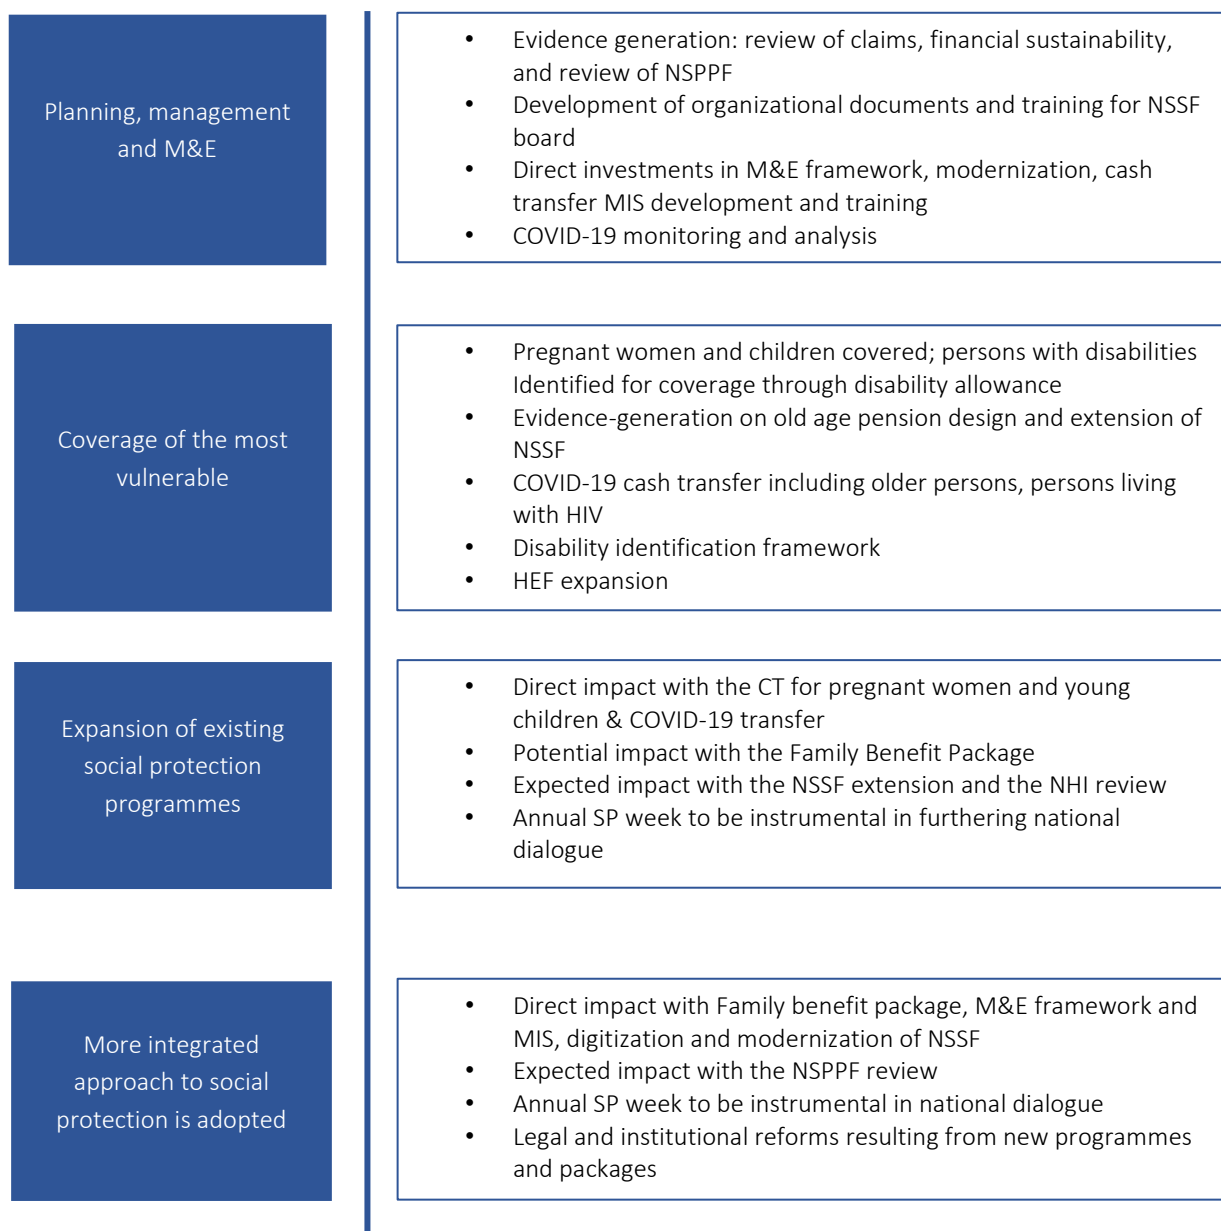 Planning, management
and M&E
• Evidence generation: review of claims, financial sustainability,
and review of NSPPF
• Development of organizational documents and training for NSSF
board
• Direct investments in M&E framework, modernization, cash
transfer MIS development and training
• COVID-19 monitoring and analysis
Coverage of the most
vulnerable
• Pregnant women and children covered; persons with disabilities
Identified for coverage through disability allowance
• Evidence-generation on old age pension design and extension of
NSSF
• COVID-19 cash transfer including older persons, persons living
with HIV
• Disability identification framework
• HEF expansion
Expansion of existing
social protection
programmes
• Direct impact with the CT for pregnant women and young
children & COVID-19 transfer
• Potential impact with the Family Benefit Package
• Expected impact with the NSSF extension and the NHI review
• Annual SP week to be instrumental in furthering national
dialogue
More integrated
approach to social
protection is adopted
• Direct impact with Family benefit package, M&E framework and
MIS, digitization and modernization of NSSF
• Expected impact with the NSPPF review
• Annual SP week to be instrumental in national dialogue
• Legal and institutional reforms resulting from new programmes
and packages